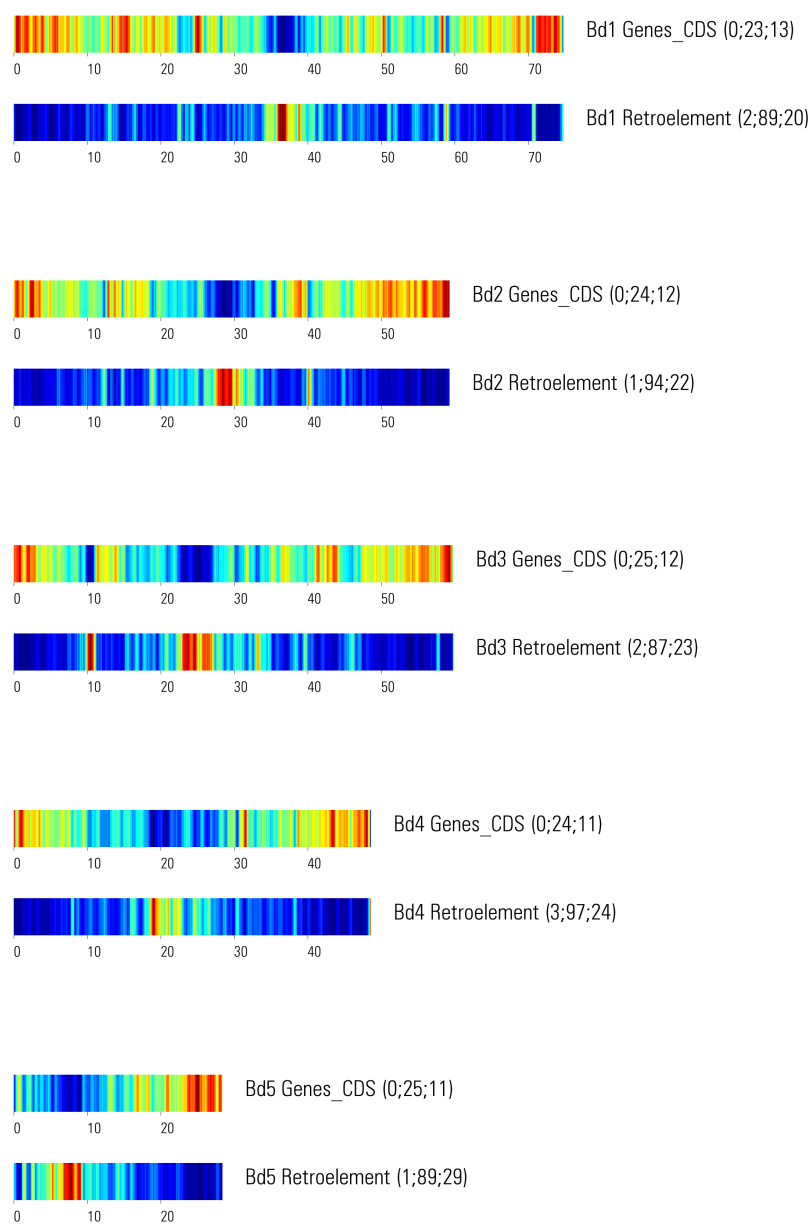 Bd1 Genes_CDS (0;23;13)
0 10 20 30 40 50 60 70
Bd1 Retroelement (2;89;20)
0 10 20 30 40 50 60 70
Bd2 Genes_CDS (0;24;12)
0 10 20 30 40 50
Bd2 Retroelement (1;94;22)
0 10 20 30 40 50
Bd3 Genes_CDS (0;25;12)
0 10 20 30 40 50
Bd3 Retroelement (2;87;23)
0 10 20 30 40 50
Bd4 Genes_CDS (0;24;11)
0 10 20 30 40
Bd4 Retroelement (3;97;24)
0 10 20 30 40
Bd5 Genes_CDS (0;25;11)
0 10 20
Bd5 Retroelement (1;89;29)
0 10 20